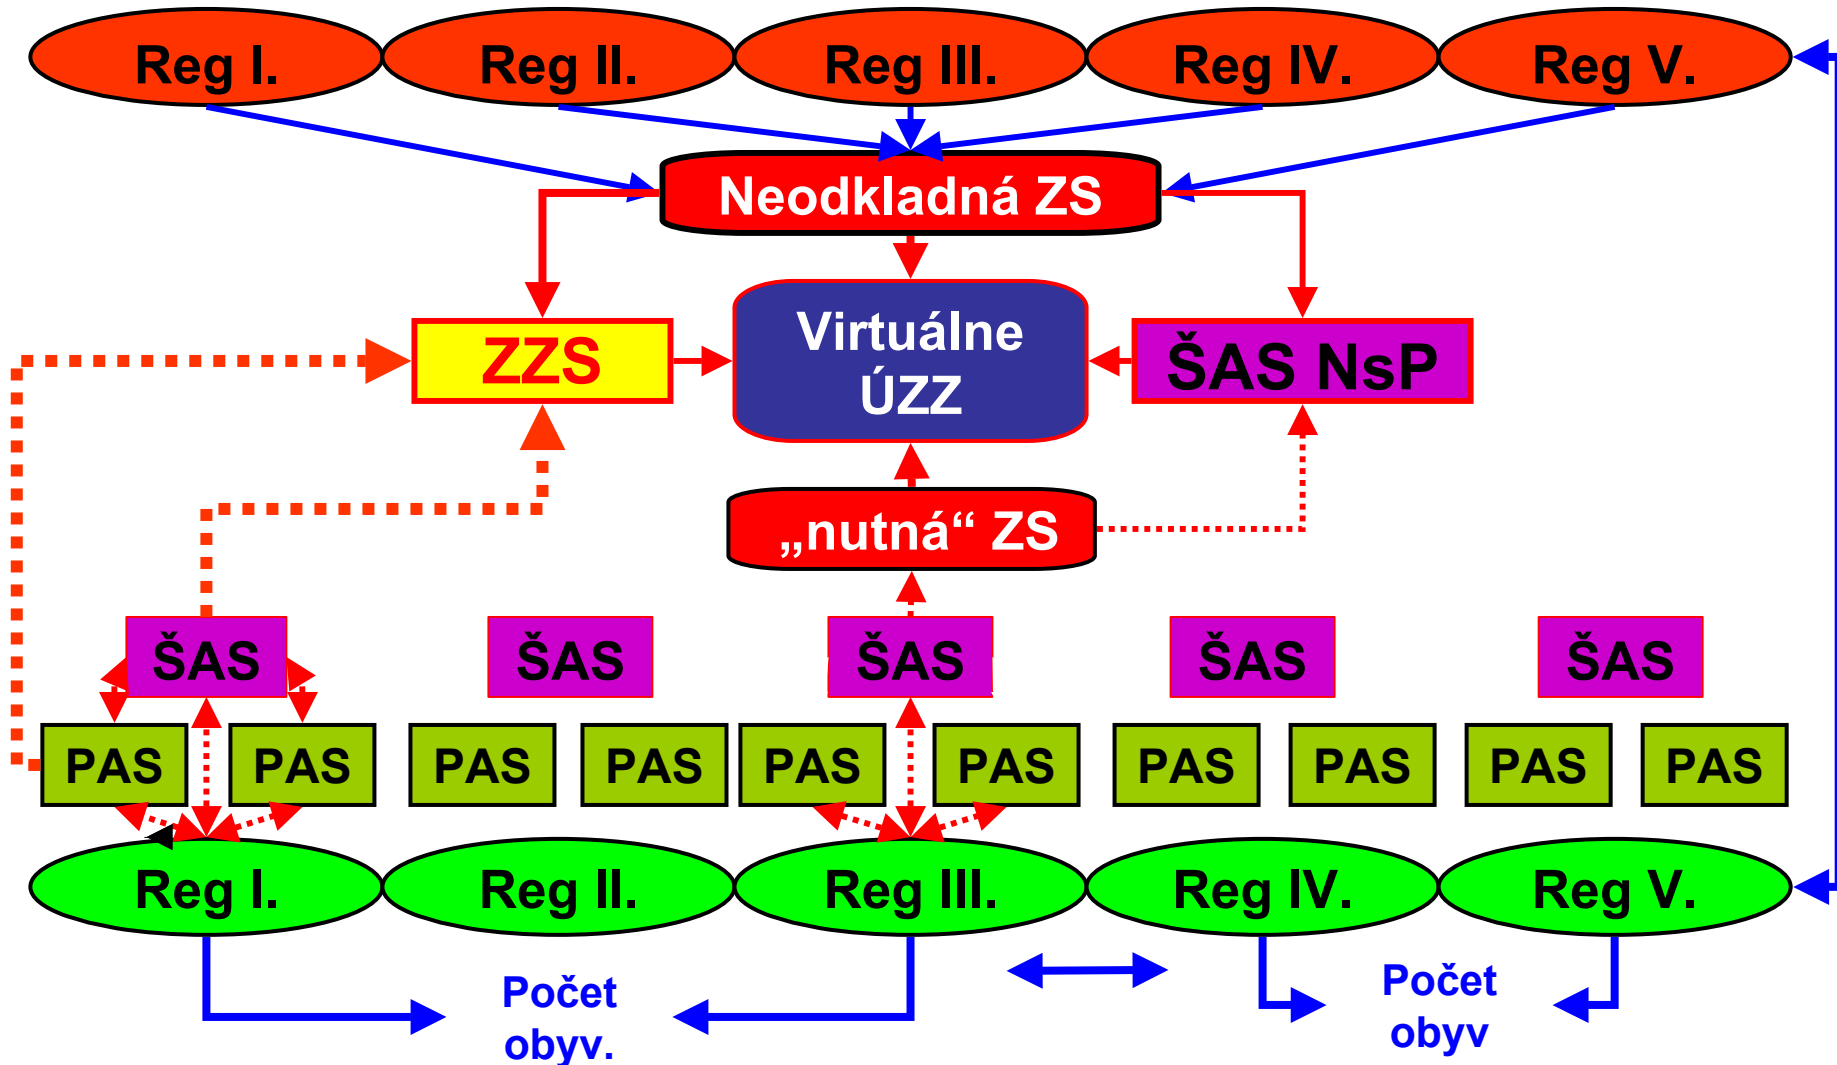 Reg I.
Reg II.
Reg III.
Reg IV.
Reg V.
Neodkladná ZS
ZZS
Virtuálne
ÚZZ
ŠAS NsP
„nutná“ ZS
ŠAS
ŠAS
ŠAS
ŠAS
ŠAS
PAS
PAS
PAS
PAS
PAS
PAS
PAS
PAS
PAS
PAS
Reg I.
Reg II.
Reg III.
Reg IV.
Reg V.
Počet
obyv.
Počet
obyv